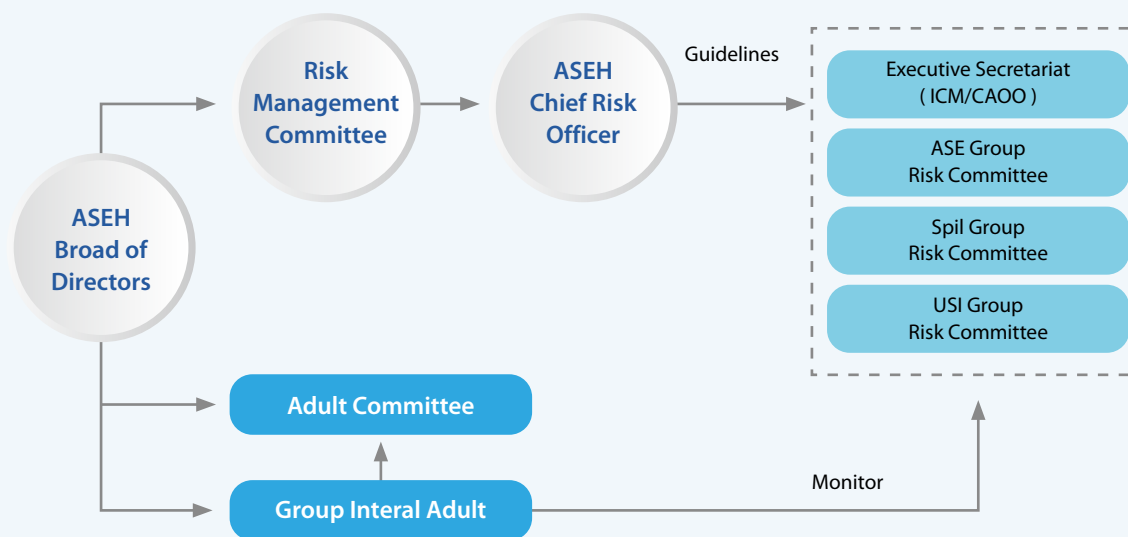 ASEH
Broad of
Directors
Risk
Management
Committee
ASEH
Chief Risk
Officer
Guidelines
Executive Secretariat
( ICM/CAOO )
ASE Group
Risk Committee
Spil Group
Risk Committee
USI Group
Risk Committee
Adult Committee
Group Interal Adult
Monitor